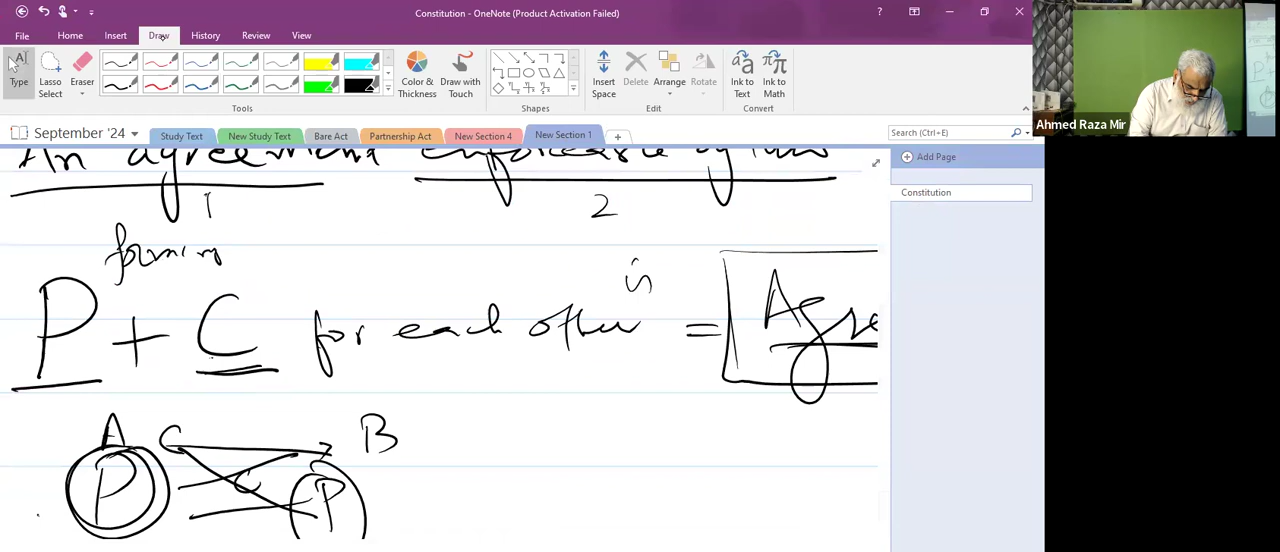 Constitution - OneNote (Product Activation Failed)
?
File Home Insert Draw History Review View
Type Lasso Select Eraser Color & Thickness Draw with Touch Insert Space Delete Arrange Rotate Ink to Text Ink to Math
Tools Shapes Edit Convert
Ahmed Raza Mir
September '24 Study Text New Study Text Bare Act Partnership Act New Section 4 New Section 1 Search (Ctrl+E)
Add Page
Constitution
An agreement enforceable by law
1 2
forming
P + C for each other is = Agre
A C B
P C P